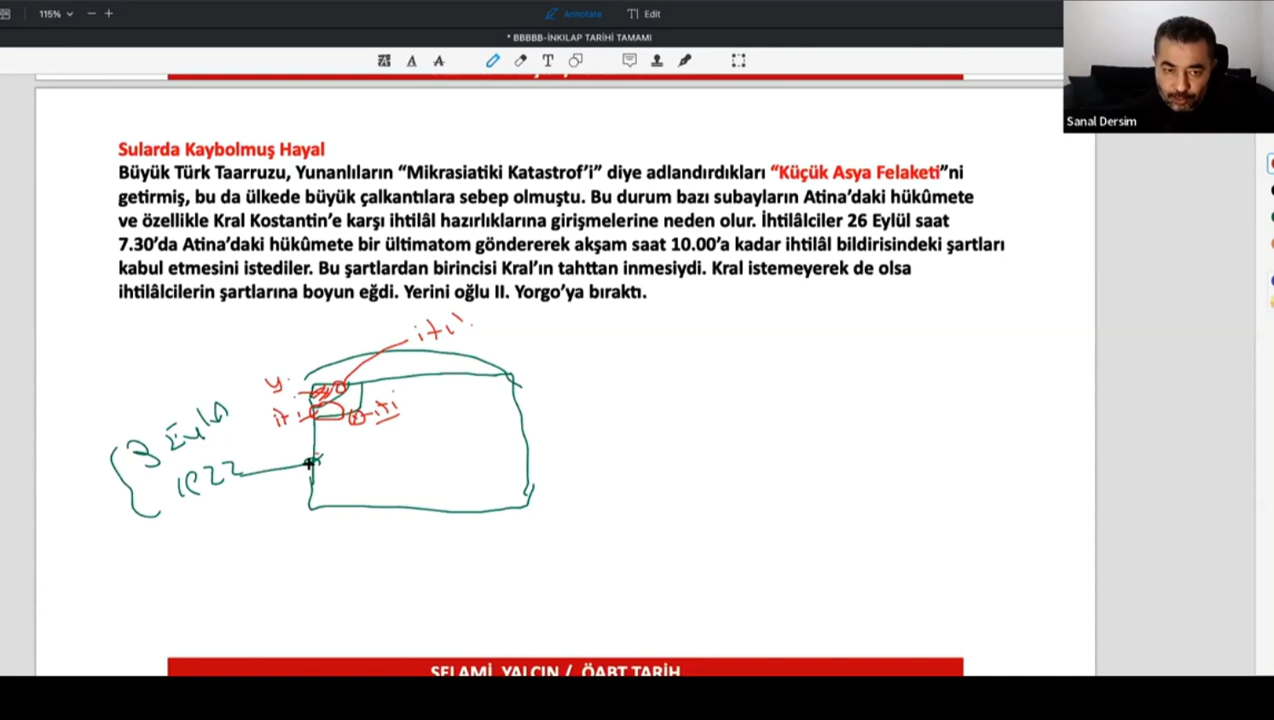 115%
Annotate
Edit
* BBBBB-İNKILAP TARİHİ TAMAMI
Sanal Dersim
Sularda Kaybolmuş Hayal
Büyük Türk Taarruzu, Yunanlıların “Mikrasiatiki Katastrof’i” diye adlandırdıkları “Küçük Asya Felaketi”ni
getirmiş, bu da ülkede büyük çalkantılara sebep olmuştu. Bu durum bazı subayların Atina’daki hükûmete
ve özellikle Kral Kostantin’e karşı ihtilâl hazırlıklarına girişmelerine neden olur. İhtilâlciler 26 Eylül saat
7.30’da Atina’daki hükûmete bir ültimatom göndererek akşam saat 10.00’a kadar ihtilâl bildirisindeki şartları
kabul etmesini istediler. Bu şartlardan birincisi Kral’ın tahttan inmesiydi. Kral istemeyerek de olsa
ihtilâlcilerin şartlarına boyun eğdi. Yerini oğlu II. Yorgo’ya bıraktı.
iti
y.
iti
iti
Eylül
1922
SELAMİ YALÇIN / ÖABT TARİH